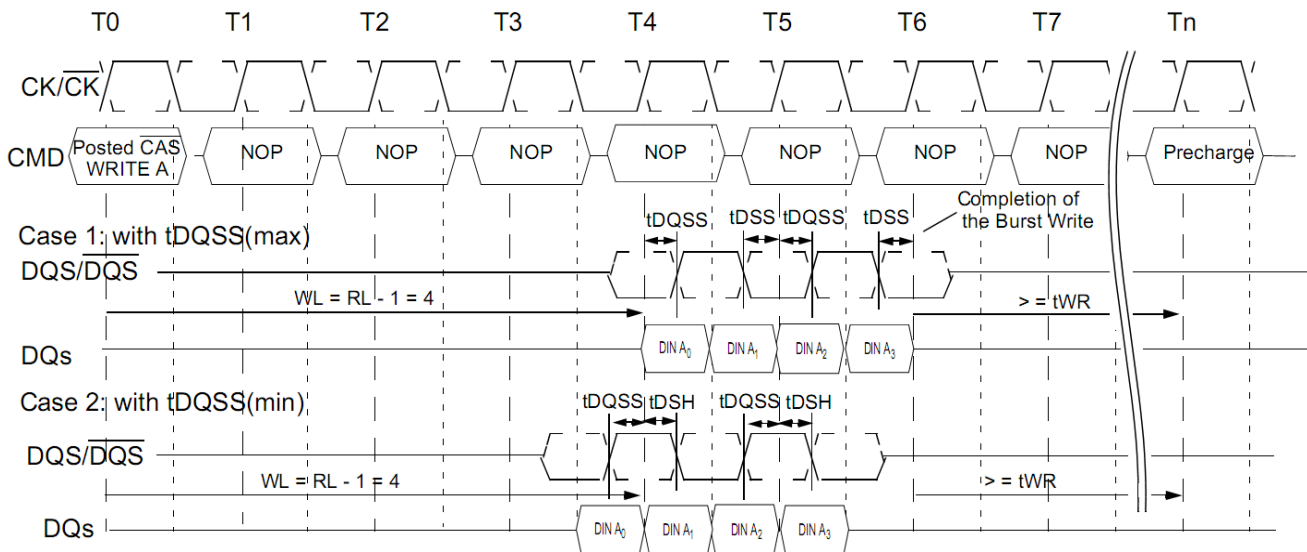 T0 T1 T2 T3 T4 T5 T6 T7 Tn
CK/CK
CMD Posted CAS WRITE A NOP NOP NOP NOP NOP NOP NOP Precharge
Completion of
the Burst Write
tDQSS tDSS tDQSS tDSS
Case 1: with tDQSS(max)
DQS/DQS
WL = RL - 1 = 4 > = tWR
DQs DIN A0 DIN A1 DIN A2 DIN A3
Case 2: with tDQSS(min)
tDQSS tDSH tDQSS tDSH
DQS/DQS
WL = RL - 1 = 4 > = tWR
DQs DIN A0 DIN A1 DIN A2 DIN A3